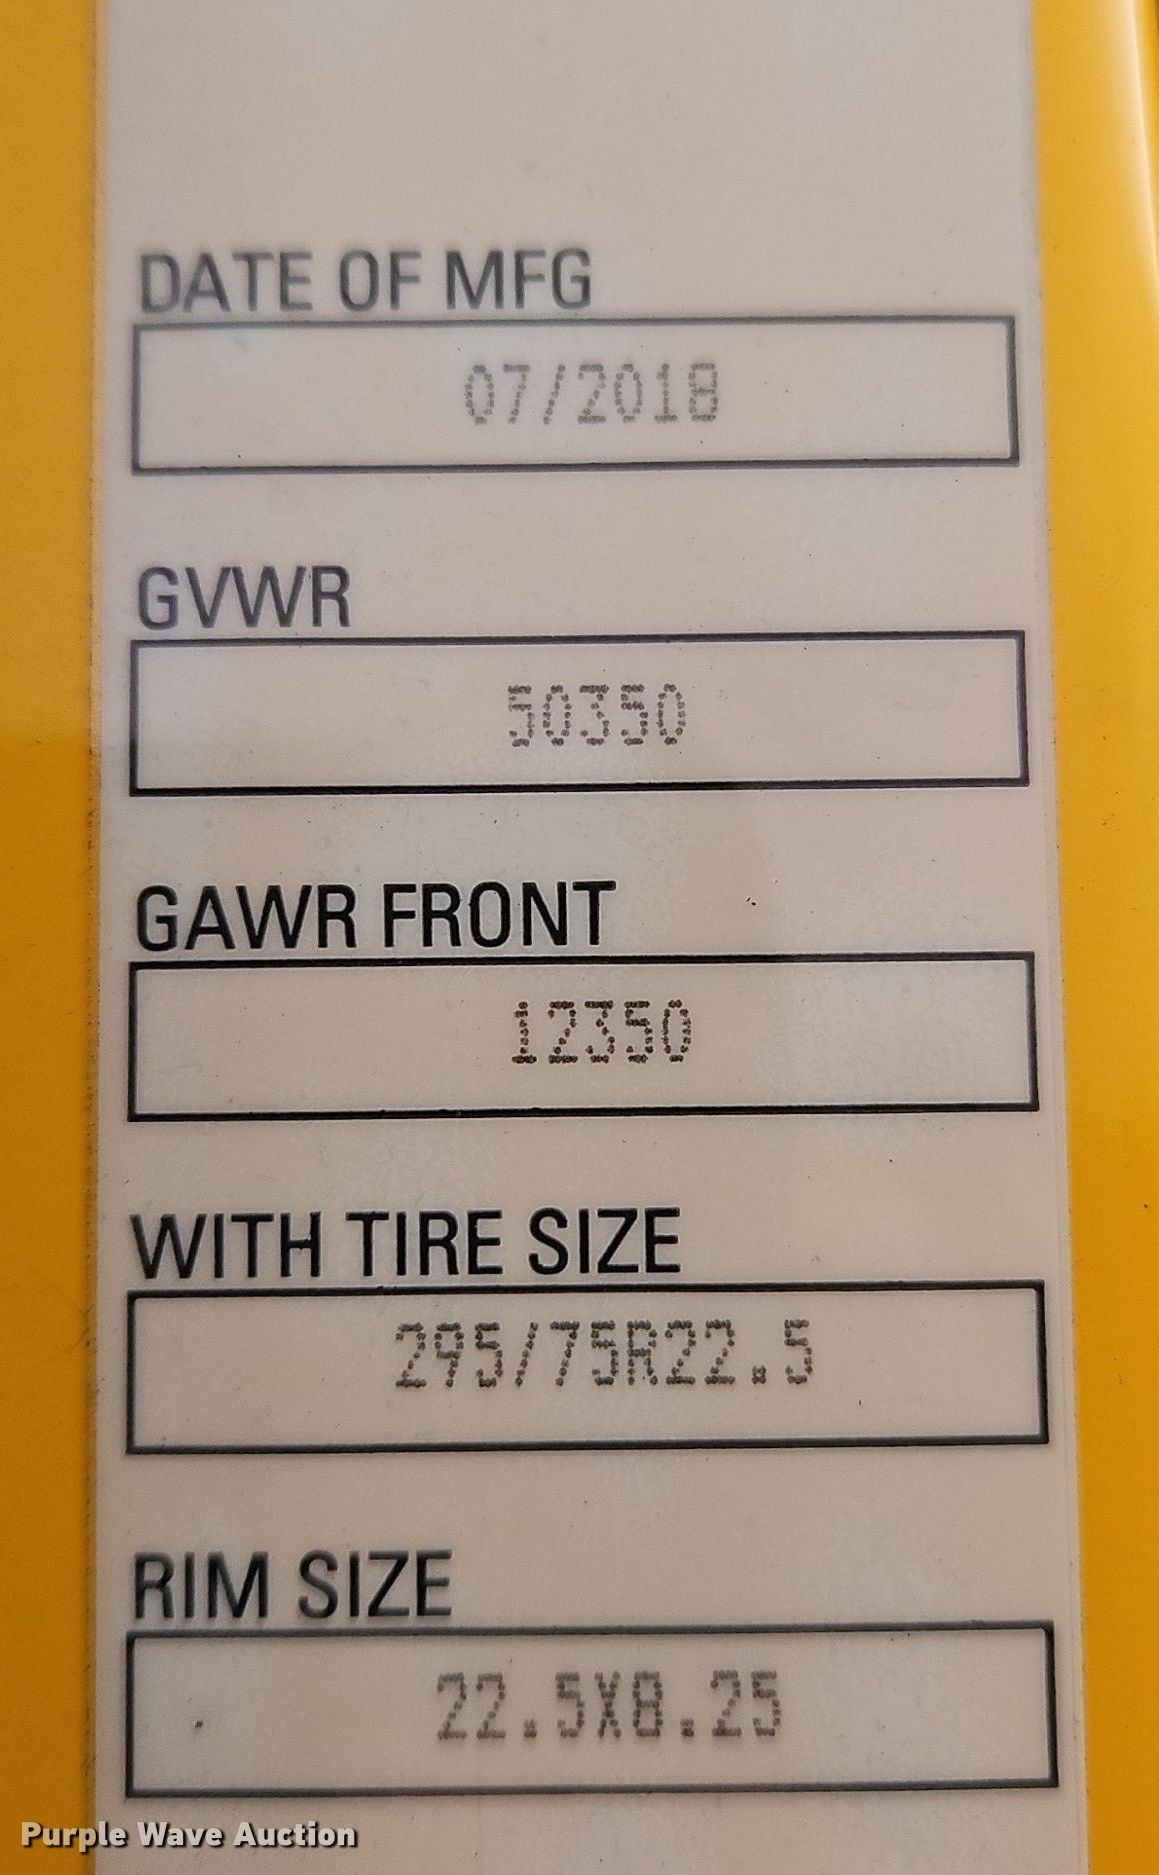 DATE OF MFG
07/2018
GVWR
50350
GAWR FRONT
12350
WITH TIRE SIZE
295/75R22.5
RIM SIZE
22.5X8.25
Purple Wave Auction